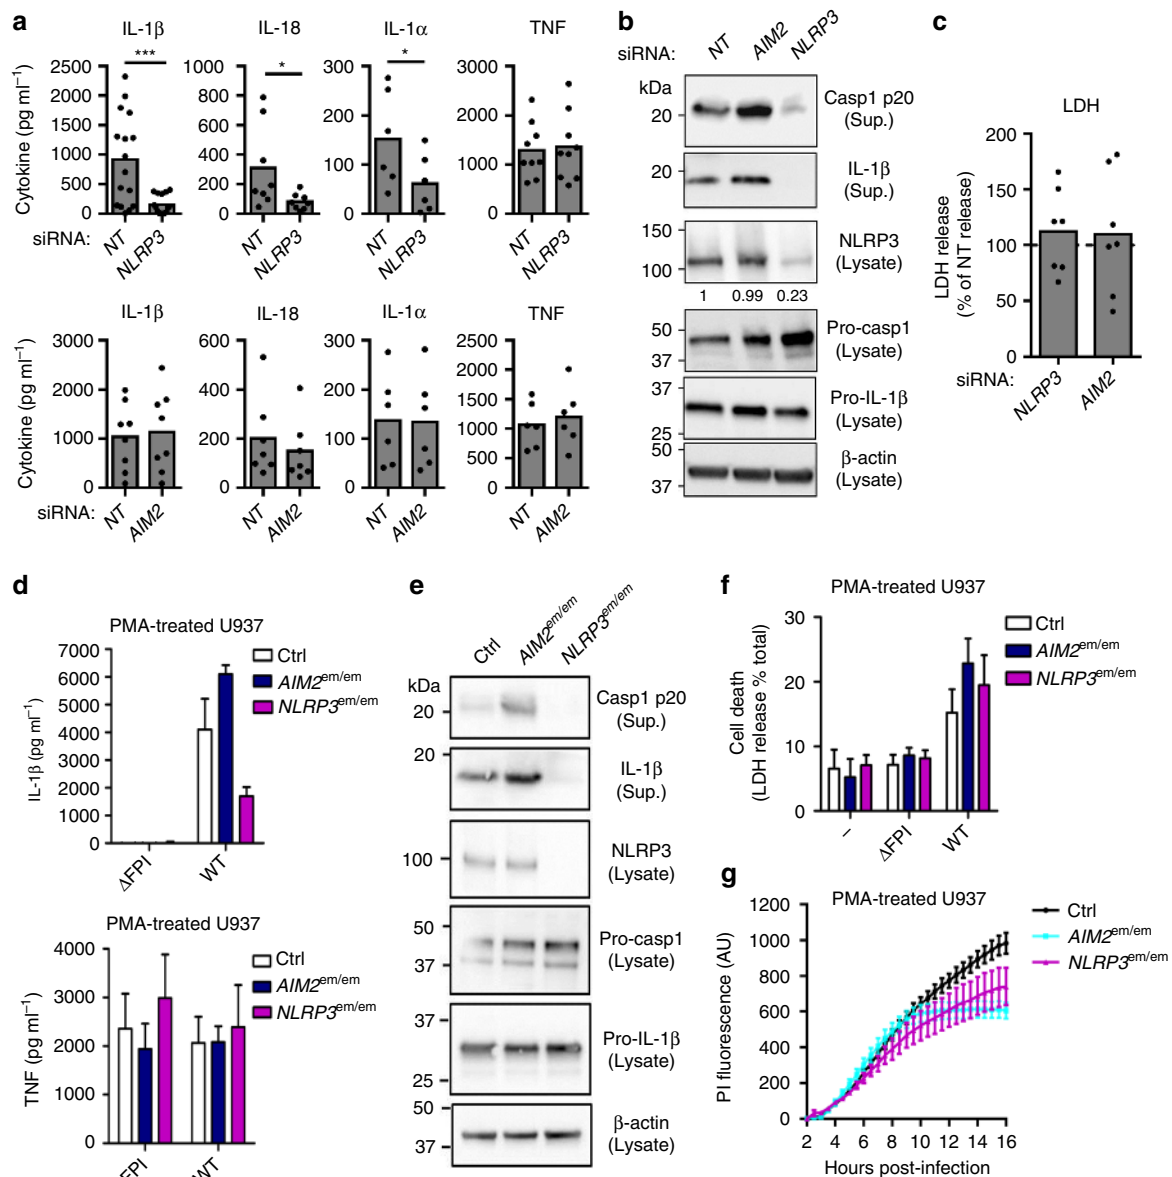 a
IL-1β
IL-18
IL-1α
TNF
***
*
*
Cytokine (pg ml⁻¹)
2500
2000
1500
1000
500
0
1000
800
600
400
200
0
300
200
100
0
3000
2000
1000
0
siRNA:
NT
NLRP3
NT
NLRP3
NT
NLRP3
NT
NLRP3
IL-1β
IL-18
IL-1α
TNF
Cytokine (pg ml⁻¹)
3000
2000
1000
0
600
400
200
0
300
200
100
0
2500
2000
1500
1000
500
0
siRNA:
NT
AIM2
NT
AIM2
NT
AIM2
NT
AIM2
b
siRNA:
NT
AIM2
NLRP3
kDa
20
Casp1 p20
(Sup.)
20
IL-1β
(Sup.)
150
100
NLRP3
(Lysate)
1 0.99 0.23
50
37
Pro-casp1
(Lysate)
37
25
Pro-IL-1β
(Lysate)
50
37
β-actin
(Lysate)
c
LDH
LDH release
(% of NT release)
200
150
100
50
0
siRNA:
NLRP3
AIM2
d
PMA-treated U937
IL-1β (pg ml⁻¹)
7000
6000
5000
4000
3000
2000
1000
0
ΔFPI
WT
Ctrl
AIM2em/em
NLRP3em/em
PMA-treated U937
TNF (pg ml⁻¹)
4000
3000
2000
1000
0
FPI
WT
Ctrl
AIM2em/em
NLRP3em/em
e
Ctrl
AIM2em/em
NLRP3em/em
kDa
20
Casp1 p20
(Sup.)
20
IL-1β
(Sup.)
100
NLRP3
(Lysate)
50
37
Pro-casp1
(Lysate)
37
25
Pro-IL-1β
(Lysate)
50
37
β-actin
(Lysate)
f
PMA-treated U937
Cell death
(LDH release % total)
30
20
10
0
–
ΔFPI
WT
Ctrl
AIM2em/em
NLRP3em/em
g
PMA-treated U937
PI fluorescence (AU)
1200
1000
800
600
400
200
0
2 4 6 8 10 12 14 16
Hours post-infection
Ctrl
AIM2em/em
NLRP3em/em